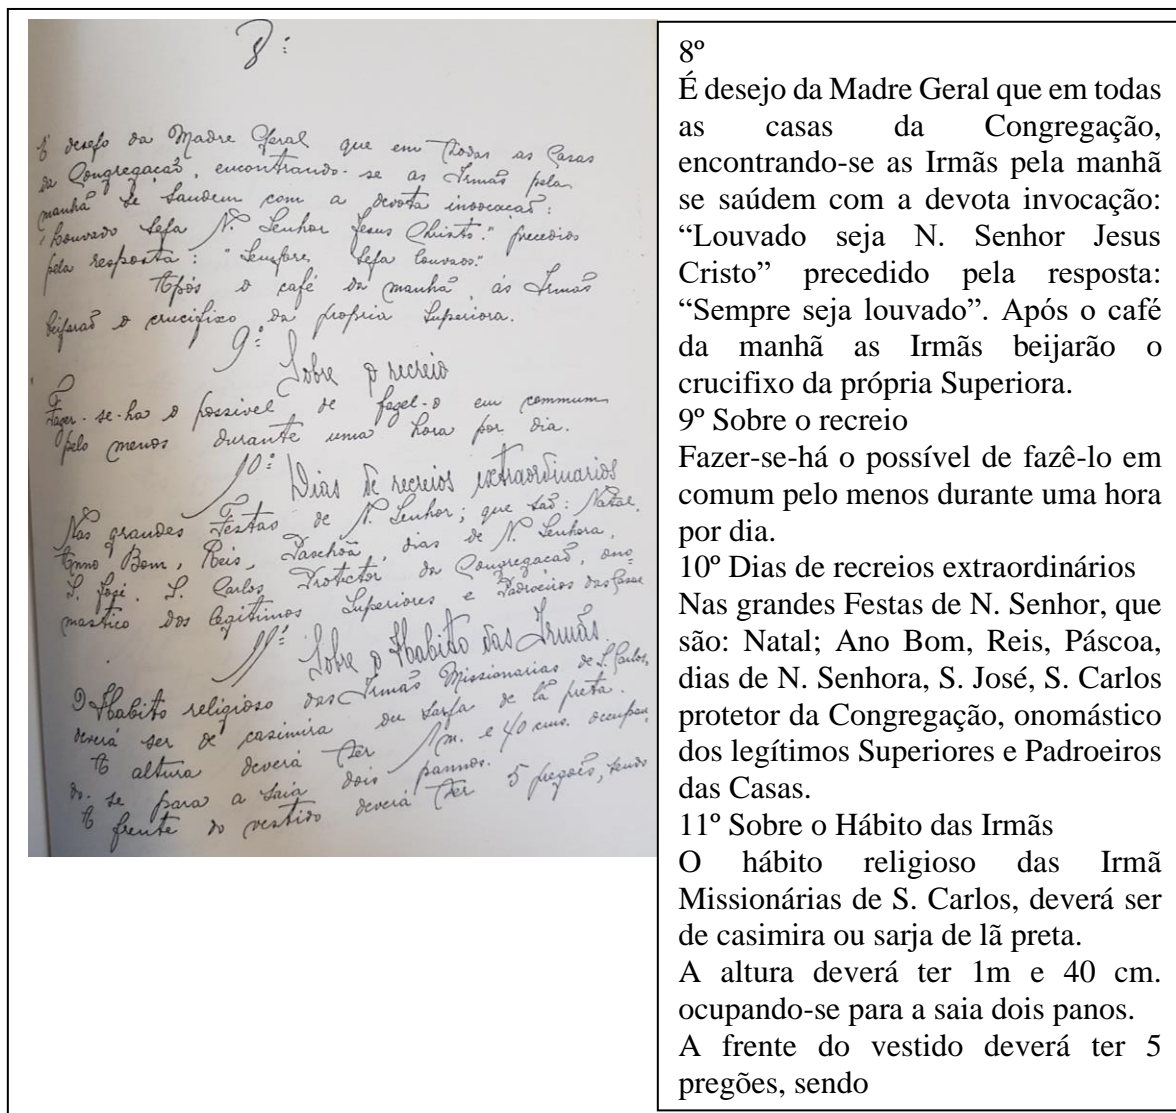 8º
É desejo da Madre Geral que em thodas as Casas
da Congregação, encontrando-se as Irmãs pela
manhã se saudem com a devota invocação:
"Louvado seja N. Senhor Jesus Christo." precedido
pela resposta: "Sempre seja louvado."
Após o café da manhã, as Irmãs
beijarão o crucifixo da propria Superiora.
9º
Sobre o recreio
Fazer-se-ha o possivel de fazel-o em commum
pelo menos durante uma hora por dia.
10º
Dias de recreios extraordinarios
Nas grandes Festas de N. Senhor; que são: Natal,
Anno Bom, Reis, Paschôa, dias de N. Senhora,
S. José, S. Carlos Protector da Congregação, ono
mastico dos legitimos Superiores e Padroeiros das Casas
11º
Sobre o Habito das Irmãs
O Habito religioso das Irmãs Missionarias de S. Carlos,
deverá ser de casimira ou sarja de lã preta.
A altura deverá ter 1 m. e 40 cms. occupan
do-se para a saia dois pannos.
A frente do vestido deverá ter 5 pregões, sendo
8º
É desejo da Madre Geral que em todas
as casas da Congregação,
encontrando-se as Irmãs pela manhã
se saúdem com a devota invocação:
“Louvado seja N. Senhor Jesus
Cristo” precedido pela resposta:
“Sempre seja louvado”. Após o café
da manhã as Irmãs beijarão o
crucifixo da própria Superiora.
9º Sobre o recreio
Fazer-se-há o possível de fazê-lo em
comum pelo menos durante uma hora
por dia.
10º Dias de recreios extraordinários
Nas grandes Festas de N. Senhor, que
são: Natal; Ano Bom, Reis, Páscoa,
dias de N. Senhora, S. José, S. Carlos
protetor da Congregação, onomástico
dos legítimos Superiores e Padroeiros
das Casas.
11º Sobre o Hábito das Irmãs
O hábito religioso das Irmã
Missionárias de S. Carlos, deverá ser
de casimira ou sarja de lã preta.
A altura deverá ter 1m e 40 cm.
ocupando-se para a saia dois panos.
A frente do vestido deverá ter 5
pregões, sendo